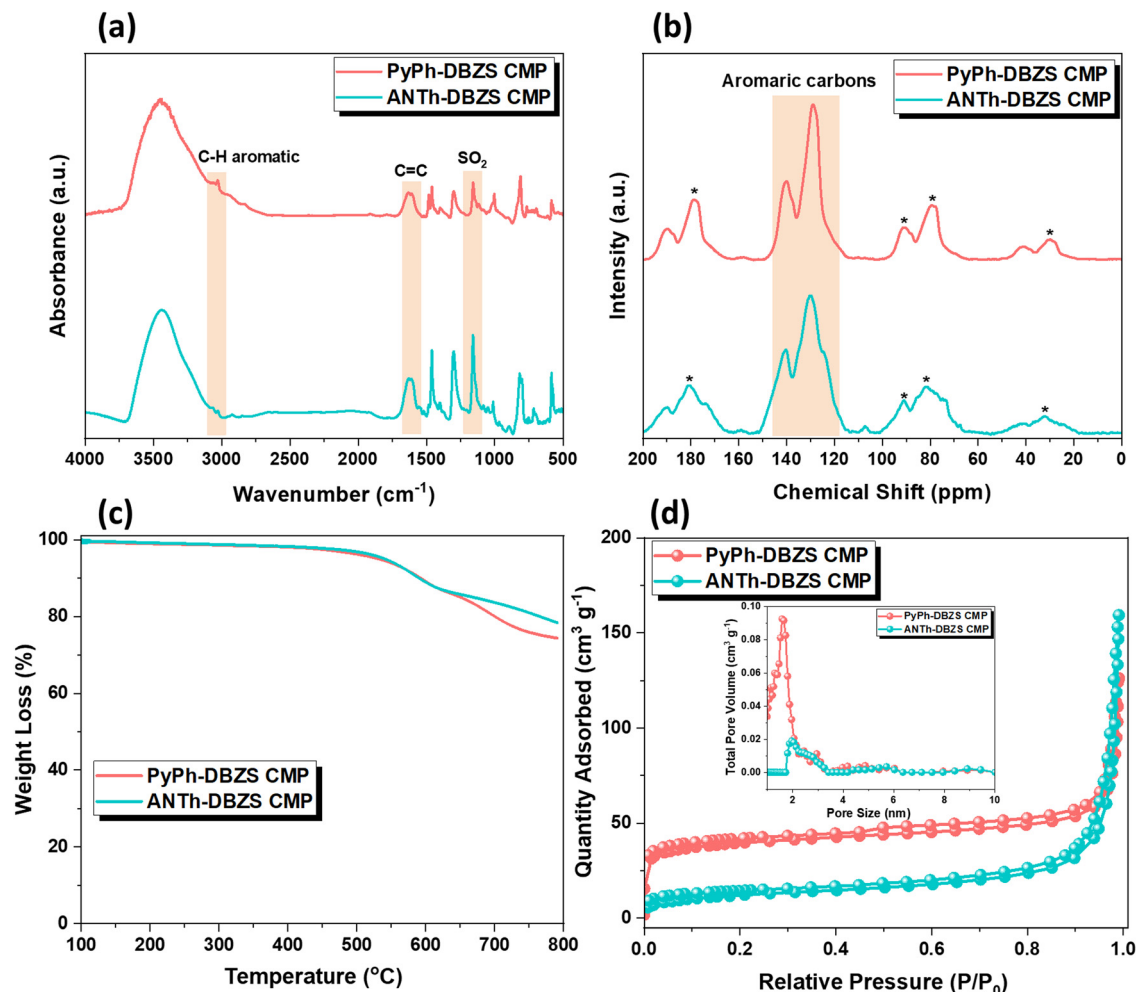 (a)
PyPh-DBZS CMP
ANTh-DBZS CMP
C-H aromatic
C=C
SO₂
Absorbance (a.u.)
4000 3500 3000 2500 2000 1500 1000 500
Wavenumber (cm⁻¹)
(b)
PyPh-DBZS CMP
ANTh-DBZS CMP
Aromaric carbons
* * * *
* * * *
Intensity (a.u.)
200 180 160 140 120 100 80 60 40 20 0
Chemical Shift (ppm)
(c)
100
80
60
40
20
0
Weight Loss (%)
PyPh-DBZS CMP
ANTh-DBZS CMP
100 200 300 400 500 600 700 800
Temperature (°C)
(d)
200
150
100
50
0
Quantity Adsorbed (cm³ g⁻¹)
PyPh-DBZS CMP
ANTh-DBZS CMP
0.10
0.08
0.06
0.04
0.02
0.00
Total Pore Volume (cm³ g⁻¹)
PyPh-DBZS CMP
ANTh-DBZS CMP
2 4 6 8 10
Pore Size (nm)
0.0 0.2 0.4 0.6 0.8 1.0
Relative Pressure (P/P₀)